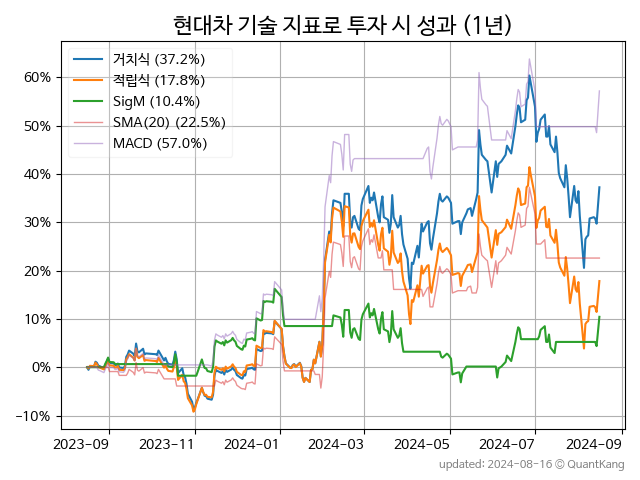 현대차 기술 지표로 투자 시 성과 (1년)
거치식 (37.2%)
적립식 (17.8%)
SigM (10.4%)
SMA(20) (22.5%)
MACD (57.0%)
60%
50%
40%
30%
20%
10%
0%
−10%
2023−09 2023−11 2024−01 2024−03 2024−05 2024−07 2024−09
updated: 2024−08−16 © QuantKang